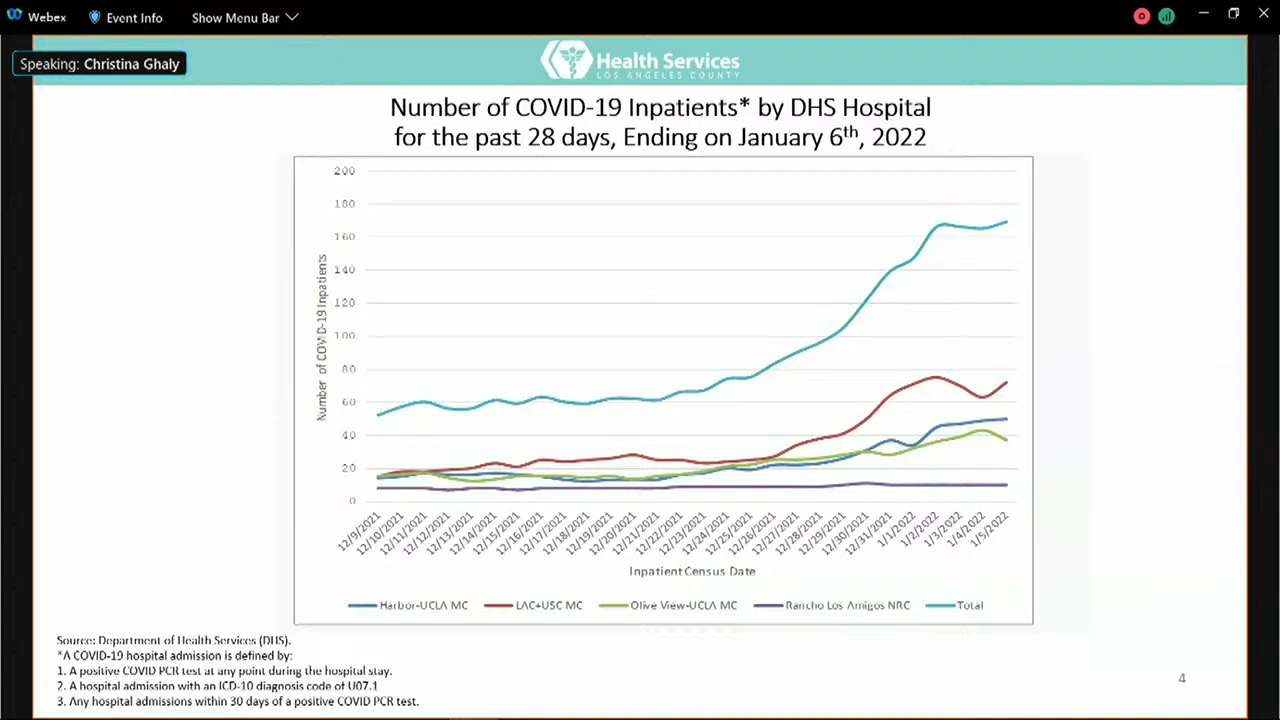 Webex
Event Info
Show Menu Bar
Speaking: Christina Ghaly
Health Services
LOS ANGELES COUNTY
Number of COVID-19 Inpatients* by DHS Hospital
for the past 28 days, Ending on January 6th, 2022
200
180
160
140
120
100
80
60
40
20
0
Number of COVID-19 Inpatients
12/9/2021
12/10/2021
12/11/2021
12/12/2021
12/13/2021
12/14/2021
12/15/2021
12/16/2021
12/17/2021
12/18/2021
12/19/2021
12/20/2021
12/21/2021
12/22/2021
12/23/2021
12/24/2021
12/25/2021
12/26/2021
12/27/2021
12/28/2021
12/29/2021
12/30/2021
12/31/2021
1/1/2022
1/2/2022
1/3/2022
1/4/2022
1/5/2022
Inpatient Census Date
Harbor-UCLA MC
LAC+USC MC
Olive View-UCLA MC
Rancho Los Amigos NRC
Total
Source: Department of Health Services (DHS).
*A COVID-19 hospital admission is defined by:
1. A positive COVID PCR test at any point during the hospital stay.
2. A hospital admission with an ICD-10 diagnosis code of U07.1
3. Any hospital admissions within 30 days of a positive COVID PCR test.
4